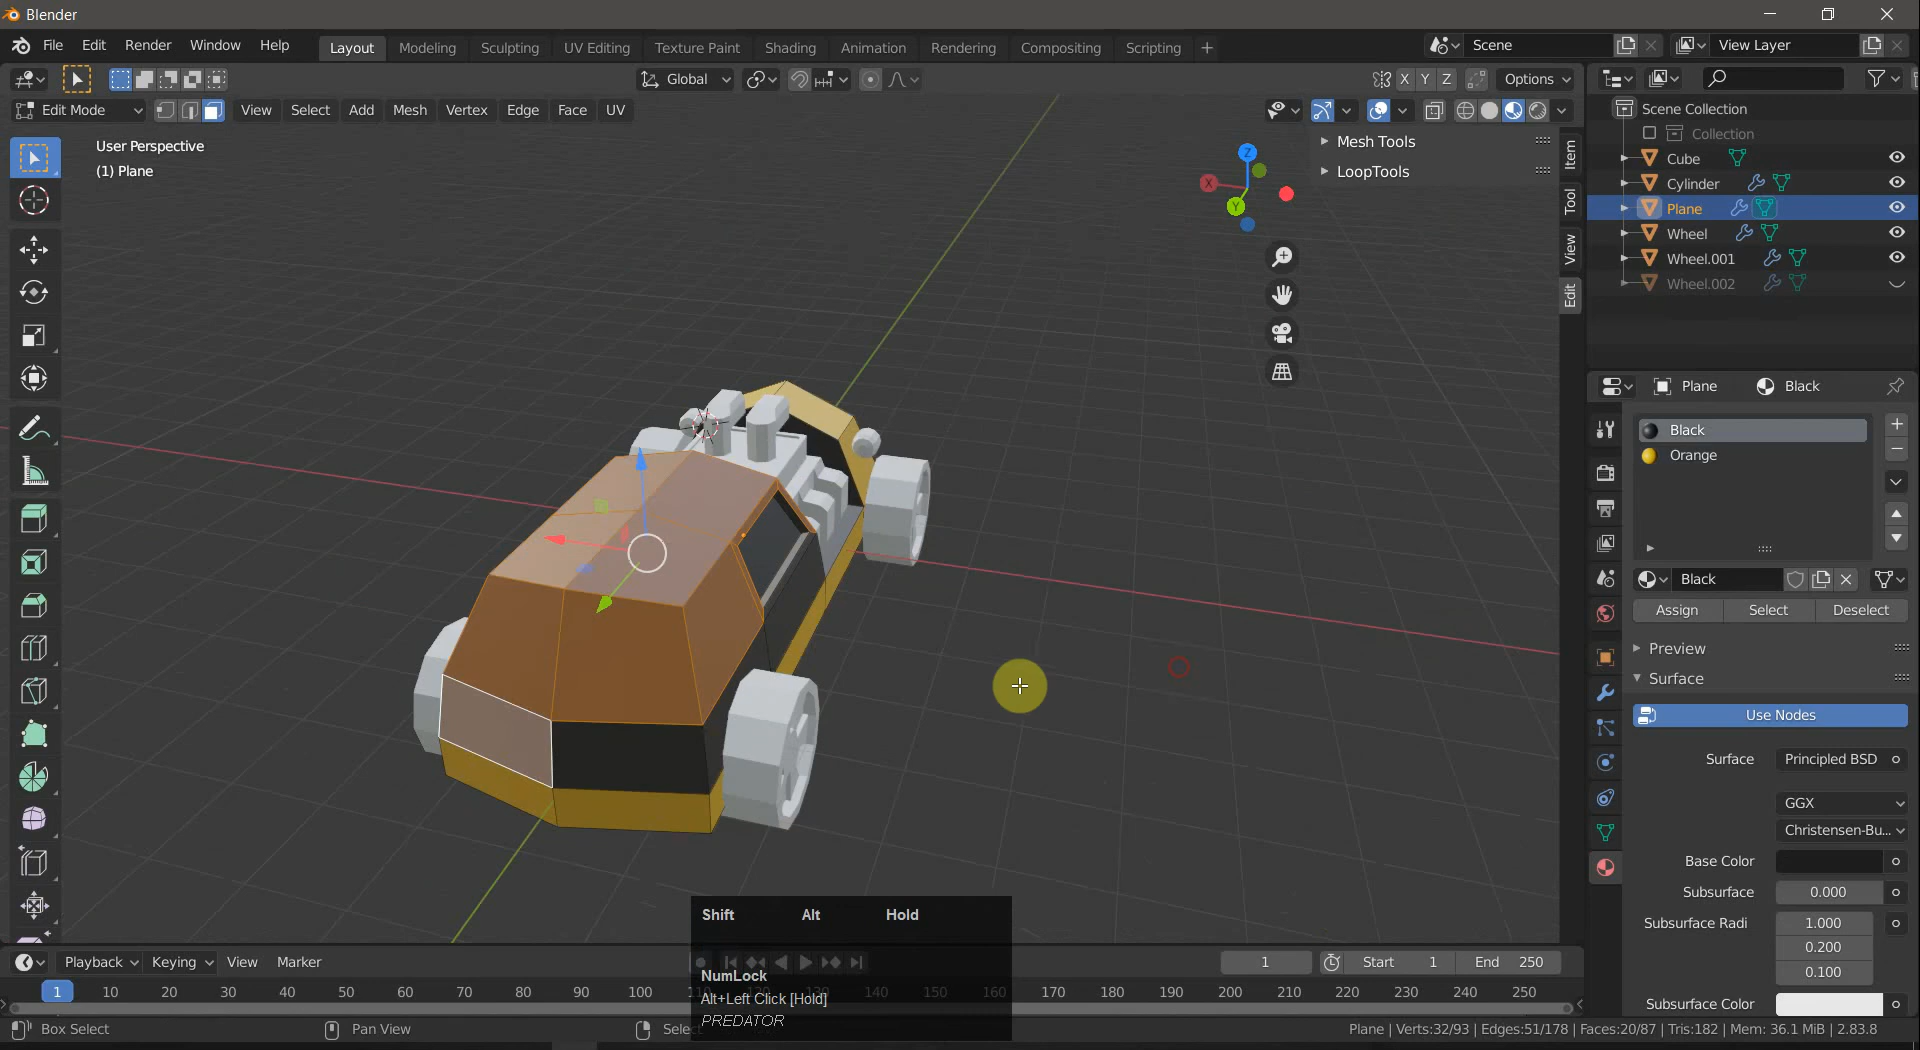 Blender
File Edit Render Window Help Layout Modeling Sculpting UV Editing Texture Paint Shading Animation Rendering Compositing Scripting + Scene View Layer
Global X Y Z Options
Edit Mode View Select Add Mesh Vertex Edge Face UV
User Perspective
(1) Plane
Z
X
Y
Mesh Tools
LoopTools
Item
Tool
View
Edit
Scene Collection
Collection
Cube
Cylinder
Plane
Wheel
Wheel.001
Wheel.002
Plane Black
Black
Orange
Black
Assign Select Deselect
Preview
Surface
Use Nodes
Surface Principled BSD
GGX
Christensen-Bu...
Base Color
Subsurface 0.000
Subsurface Radi 1.000
0.200
0.100
Subsurface Color
Shift Alt Hold
NumLock
Alt+Left Click [Hold]
PREDATOR
Playback Keying View Marker 1 Start 1 End 250
1 10 20 30 40 50 60 70 80 90 100 110 120 130 140 150 160 170 180 190 200 210 220 230 240 250
Box Select Pan View Selec Plane | Verts:32/93 | Edges:51/178 | Faces:20/87 | Tris:182 | Mem: 36.1 MiB | 2.83.8